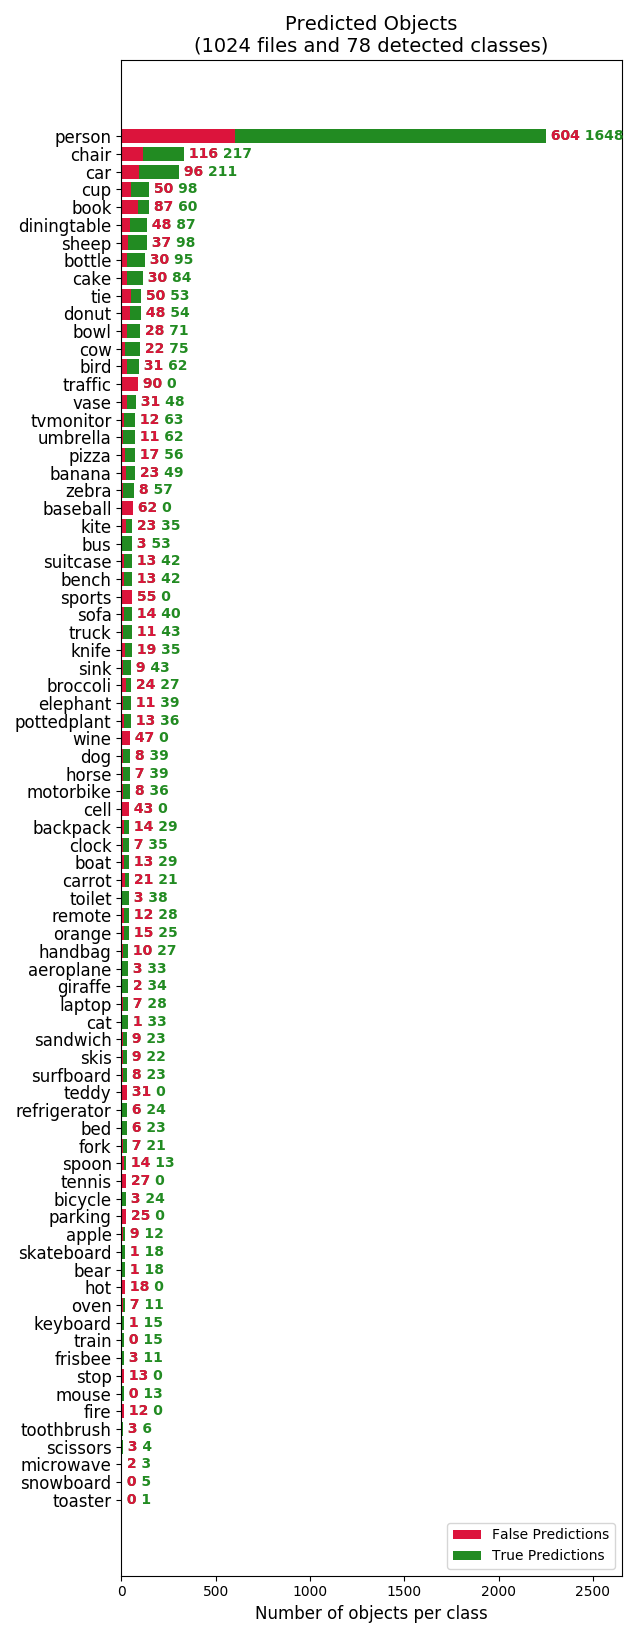 Predicted Objects
(1024 files and 78 detected classes)
person 604 1648
chair 116 217
car 96 211
cup 50 98
book 87 60
diningtable 48 87
sheep 37 98
bottle 30 95
cake 30 84
tie 50 53
donut 48 54
bowl 28 71
cow 22 75
bird 31 62
traffic 90 0
vase 31 48
tvmonitor 12 63
umbrella 11 62
pizza 17 56
banana 23 49
zebra 8 57
baseball 62 0
kite 23 35
bus 3 53
suitcase 13 42
bench 13 42
sports 55 0
sofa 14 40
truck 11 43
knife 19 35
sink 9 43
broccoli 24 27
elephant 11 39
pottedplant 13 36
wine 47 0
dog 8 39
horse 7 39
motorbike 8 36
cell 43 0
backpack 14 29
clock 7 35
boat 13 29
carrot 21 21
toilet 3 38
remote 12 28
orange 15 25
handbag 10 27
aeroplane 3 33
giraffe 2 34
laptop 7 28
cat 1 33
sandwich 9 23
skis 9 22
surfboard 8 23
teddy 31 0
refrigerator 6 24
bed 6 23
fork 7 21
spoon 14 13
tennis 27 0
bicycle 3 24
parking 25 0
apple 9 12
skateboard 1 18
bear 1 18
hot 18 0
oven 7 11
keyboard 1 15
train 0 15
frisbee 3 11
stop 13 0
mouse 0 13
fire 12 0
toothbrush 3 6
scissors 3 4
microwave 2 3
snowboard 0 5
toaster 0 1
False Predictions
True Predictions
0 500 1000 1500 2000 2500
Number of objects per class